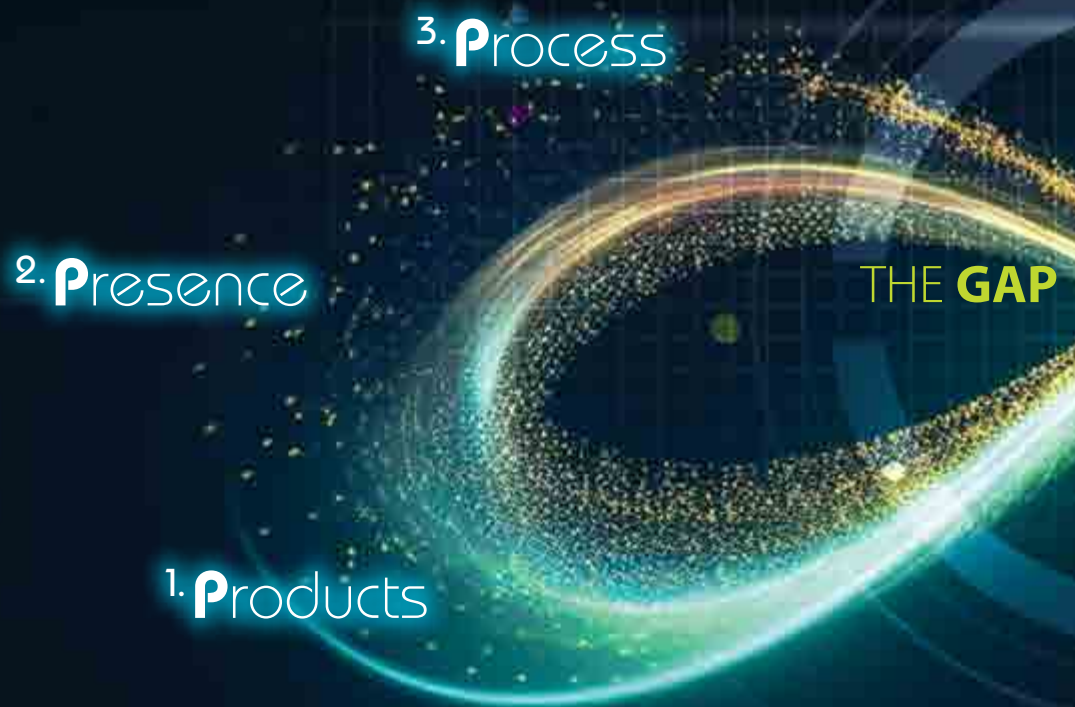 3. Process
2. Presence
THE GAP
1. Products